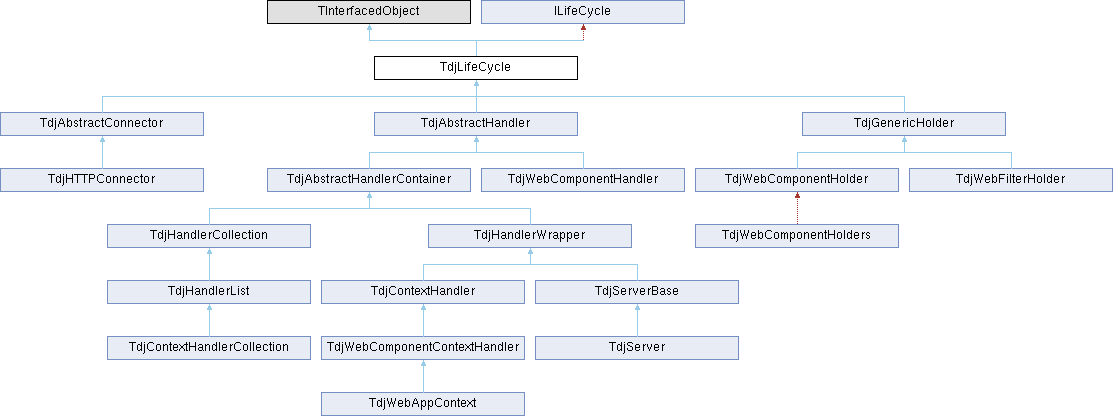 TInterfacedObject
ILifeCycle
TdjLifeCycle
TdjAbstractConnector
TdjAbstractHandler
TdjGenericHolder
TdjHTTPConnector
TdjAbstractHandlerContainer
TdjWebComponentHandler
TdjWebComponentHolder
TdjWebFilterHolder
TdjHandlerCollection
TdjHandlerWrapper
TdjWebComponentHolders
TdjHandlerList
TdjContextHandler
TdjServerBase
TdjContextHandlerCollection
TdjWebComponentContextHandler
TdjServer
TdjWebAppContext